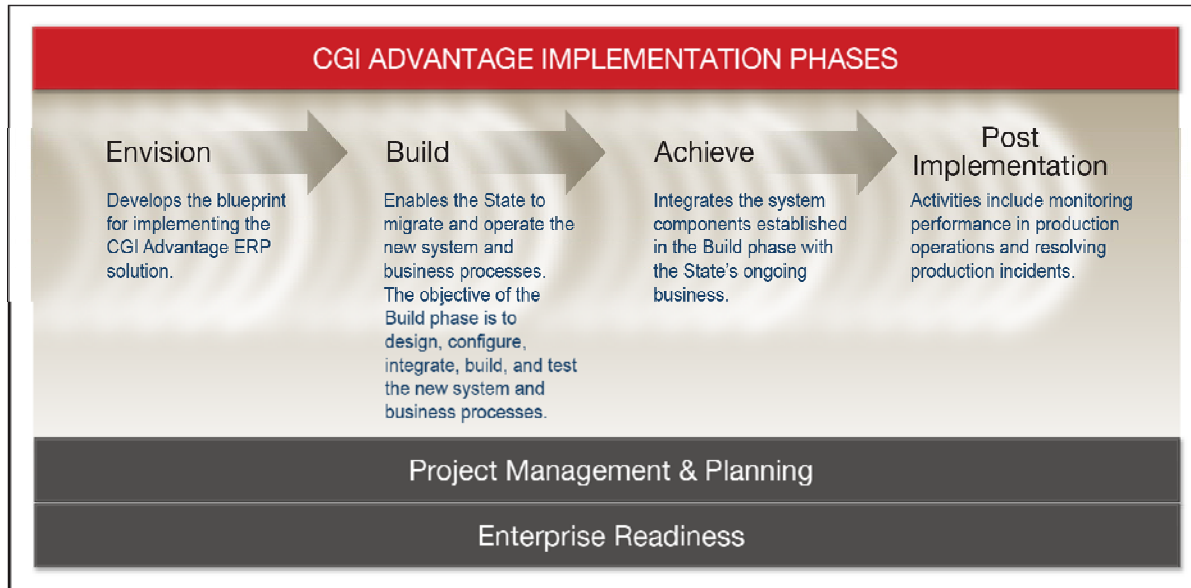 CGI ADVANTAGE IMPLEMENTATION PHASES
Envision
Develops the blueprint
for implementing the
CGI Advantage ERP
solution.
Build
Enables the State to
migrate and operate the
new system and
business processes.
The objective of the
Build phase is to
design, configure,
integrate, build, and test
the new system and
business processes.
Achieve
Integrates the system
components established
in the Build phase with
the State's ongoing
business.
Post
Implementation
Activities include monitoring
performance in production
operations and resolving
production incidents.
Project Management & Planning
Enterprise Readiness